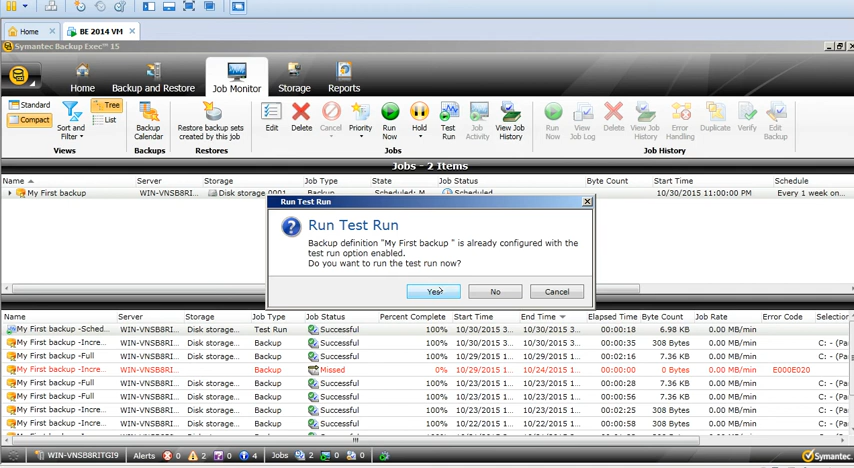 Home
BE 2014 VM
Symantec Backup Exec™ 15
Home
Backup and Restore
Job Monitor
Storage
Reports
Standard
Compact
Sort and Filter
Tree
List
Views
Backup Calendar
Backups
Restore backup sets created by this job
Restores
Edit
Delete
Cancel
Priority
Run Now
Hold
Test Run
Job Activity
View Job History
Jobs
Run Now
View Job Log
Delete
View Job History
Error Handling
Duplicate
Verify
Edit Backup
Job History
Jobs - 2 Items
Name Server Storage Job Type State Job Status Byte Count Start Time Schedule
My First backup WIN-VNSB8RI... Disk storage 0001 Backup Scheduled: M... Scheduled 10/30/2015 11:00:00 PM Every 1 week on...
Run Test Run
Run Test Run
Backup definition "My First backup " is already configured with the
test run option enabled.
Do you want to run the test run now?
Yes
No
Cancel
Name Server Storage Job Type Job Status Percent Complete Start Time End Time Elapsed Time Byte Count Job Rate Error Code Selection
My First backup -Sched... WIN-VNSB8RI... Disk storage... Test Run Successful 100% 10/30/2015 3... 10/30/2015 3... 00:00:18 6.98 KB 0.00 MB/min
My First backup -Incre... WIN-VNSB8RI... Disk storage... Backup Successful 100% 10/30/2015 3... 10/30/2015 3... 00:00:35 308 Bytes 0.00 MB/min C: - (Pa
My First backup -Full WIN-VNSB8RI... Disk storage... Backup Successful 100% 10/29/2015 1... 10/29/2015 1... 00:02:16 7.36 KB 0.00 MB/min C: - (Pa
My First backup -Incre... Backup Missed 0% 10/29/2015 1... 10/24/2015 1... 00:00:00 0 Bytes 0.00 MB/min E000E020
My First backup -Full WIN-VNSB8RI... Disk storage... Backup Successful 100% 10/23/2015 1... 10/23/2015 1... 00:00:28 7.36 KB 0.00 MB/min C: - (Pa
My First backup -Full WIN-VNSB8RI... Disk storage... Backup Successful 100% 10/23/2015 1... 10/23/2015 1... 00:00:56 7.36 KB 0.00 MB/min C: - (Pa
My First backup -Incre... WIN-VNSB8RI... Disk storage... Backup Successful 100% 10/23/2015 1... 10/23/2015 1... 00:02:25 308 Bytes 0.00 MB/min C: - (Pa
My First backup -Incre... WIN-VNSB8RI... Disk storage... Backup Successful 100% 10/23/2015 1... 10/23/2015 1... 308 Bytes 0.00 MB/min
WIN-VNSB8RITGI9 Alerts 0 2 0 4 Jobs 2 0 0 Symantec.